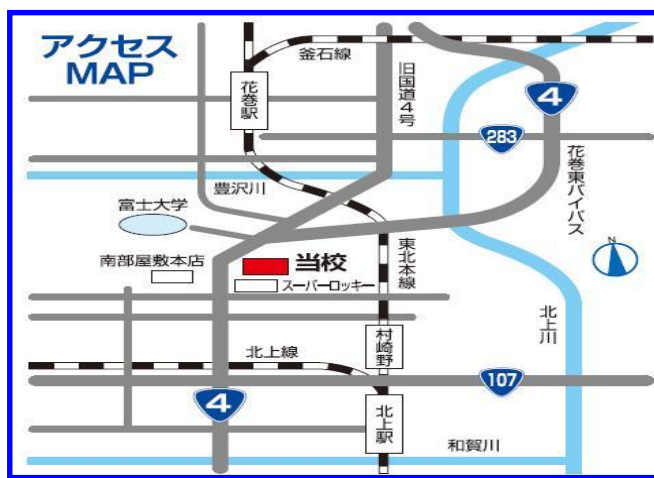 アクセス
MAP
釜石線
旧国道4号
4
花巻駅
283
花巻東バイパス
豊沢川
富士大学
N
南部屋敷本店
当校
スーパーロッキー
東北本線
北上川
村崎野
北上線
107
4
北上駅
和賀川